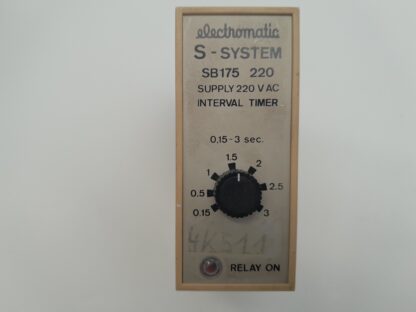 electromatic
S-SYSTEM
SB175 220
SUPPLY 220 V AC
INTERVAL TIMER
0,15-3 sec.
1.5
1 2
0.5 2.5
0.15 3
4K511
RELAY ON